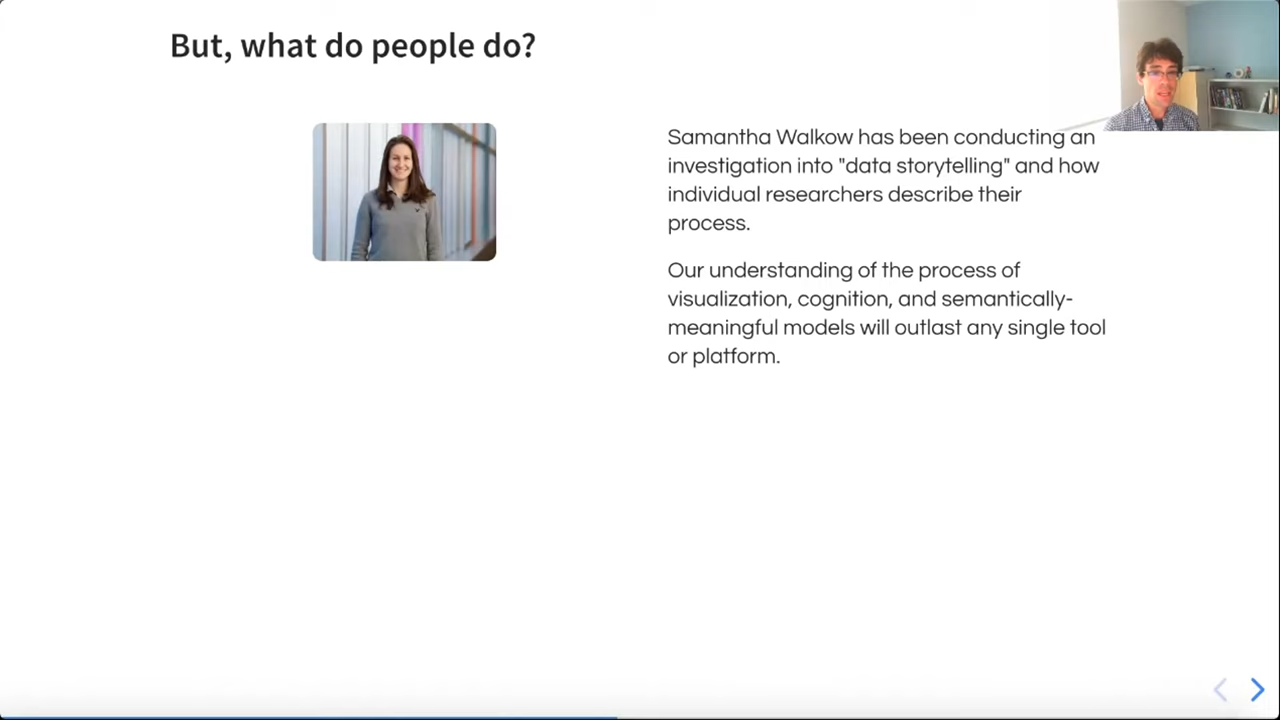 But, what do people do?
Samantha Walkow has been conducting an
investigation into "data storytelling" and how
individual researchers describe their
process.
Our understanding of the process of
visualization, cognition, and semantically-
meaningful models will outlast any single tool
or platform.